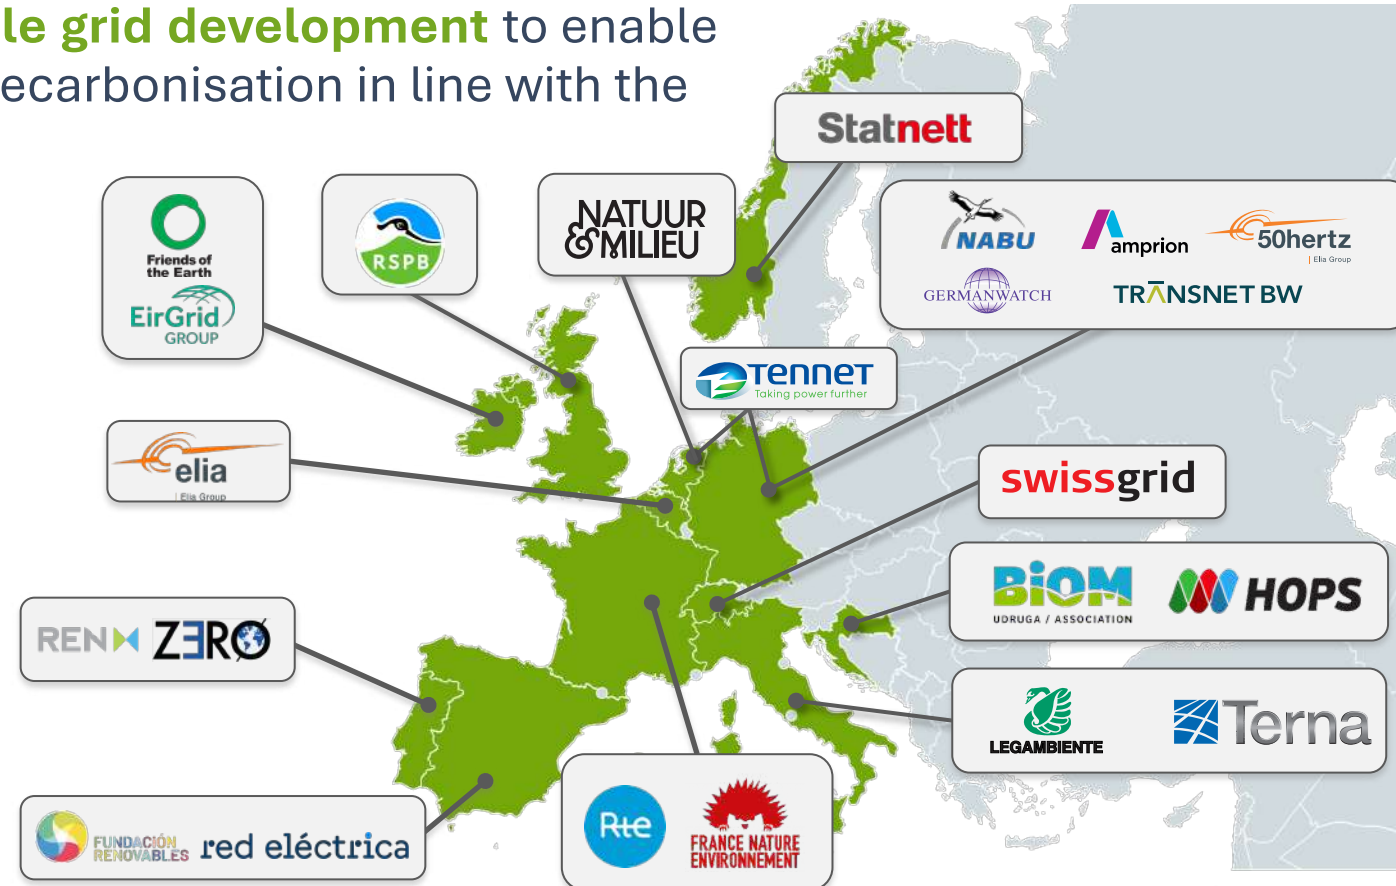 le grid development to enable
ecarbonisation in line with the
Statnett
Friends of
the Earth
EirGrid
GROUP
RSPB
NATUUR
&MILIEU
NABU
amprion
50hertz
| Elia Group
GERMANWATCH
TRANSNET BW
TENNET
Taking power further
elia
| Elia Group
swissgrid
BiOM
UDRUGA / ASSOCIATION
HOPS
REN
ZERO
LEGAMBIENTE
Terna
FUNDACIÓN
RENOVABLES
red eléctrica
Rte
FRANCE NATURE
ENVIRONNEMENT